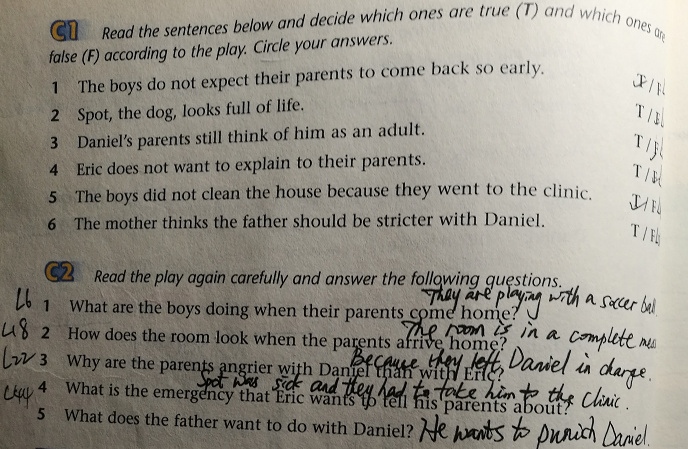 C1 Read the sentences below and decide which ones are true (T) and which ones are
false (F) according to the play. Circle your answers.
1 The boys do not expect their parents to come back so early. T / F
2 Spot, the dog, looks full of life. T / F
3 Daniel's parents still think of him as an adult. T / F
4 Eric does not want to explain to their parents. T / F
5 The boys did not clean the house because they went to the clinic. T / F
6 The mother thinks the father should be stricter with Daniel. T / F
C2 Read the play again carefully and answer the following questions.
They are playing with a soccer ball
L6 1 What are the boys doing when their parents come home?
The room is in a complete mess
L18 2 How does the room look when the parents arrive home?
Because they left Daniel in charge.
L22 3 Why are the parents angrier with Daniel than with Eric?
Spot was sick and they had to take him to the clinic.
L44 4 What is the emergency that Eric wants to tell his parents about?
5 What does the father want to do with Daniel? He wants to punish Daniel.